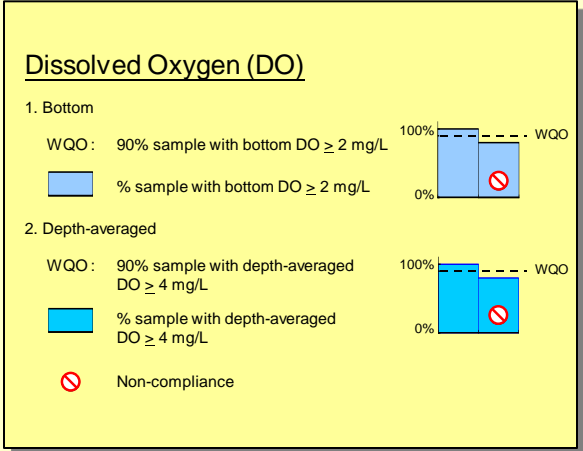 Dissolved Oxygen (DO)
1. Bottom
WQO : 90% sample with bottom DO ≥ 2 mg/L
% sample with bottom DO ≥ 2 mg/L
100%
WQO
0%
2. Depth-averaged
WQO : 90% sample with depth-averaged
DO ≥ 4 mg/L
% sample with depth-averaged
DO ≥ 4 mg/L
100%
WQO
0%
Non-compliance